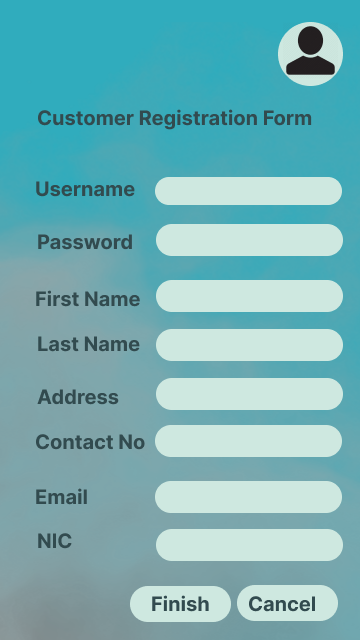 Customer Registration Form
Username
Password
First Name
Last Name
Address
Contact No
Email
NIC
Finish Cancel